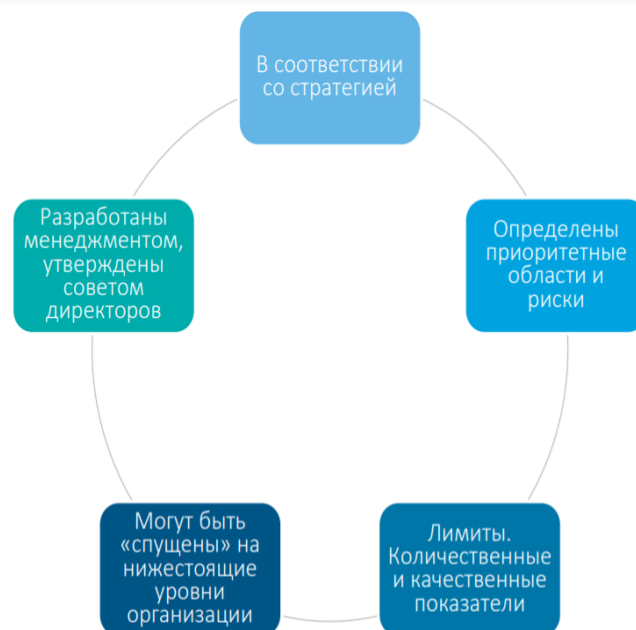 В соответствии
со стратегией
Определены
приоритетные
области и
риски
Лимиты.
Количественные
и качественные
показатели
Могут быть
«спущены» на
нижестоящие
уровни
организации
Разработаны
менеджментом,
утверждены
советом
директоров